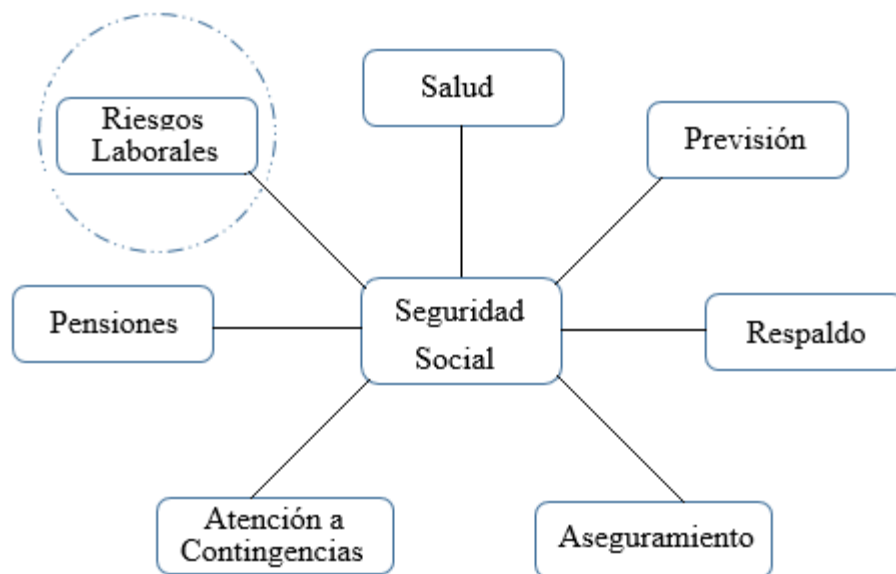 Salud
Riesgos
Laborales
Previsión
Pensiones
Seguridad
Social
Respaldo
Atención a
Contingencias
Aseguramiento